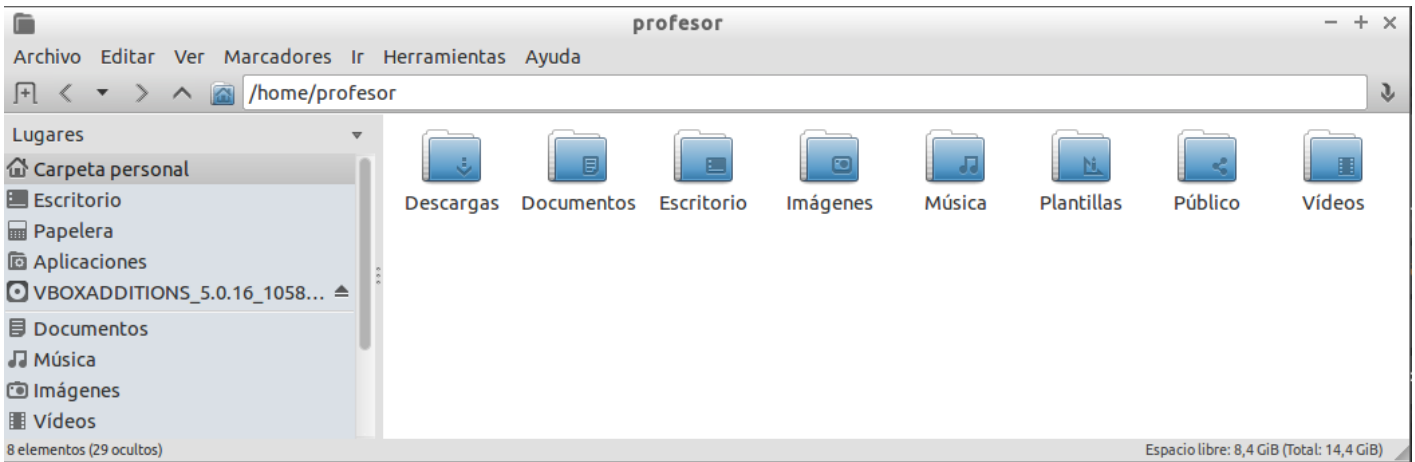 profesor
Archivo Editar Ver Marcadores Ir Herramientas Ayuda
/home/profesor
Lugares
Carpeta personal
Escritorio
Papelera
Aplicaciones
VBOXADDITIONS_5.0.16_1058...
Documentos
Música
Imágenes
Vídeos
Descargas Documentos Escritorio Imágenes Música Plantillas Público Vídeos
8 elementos (29 ocultos) Espacio libre: 8,4 GiB (Total: 14,4 GiB)